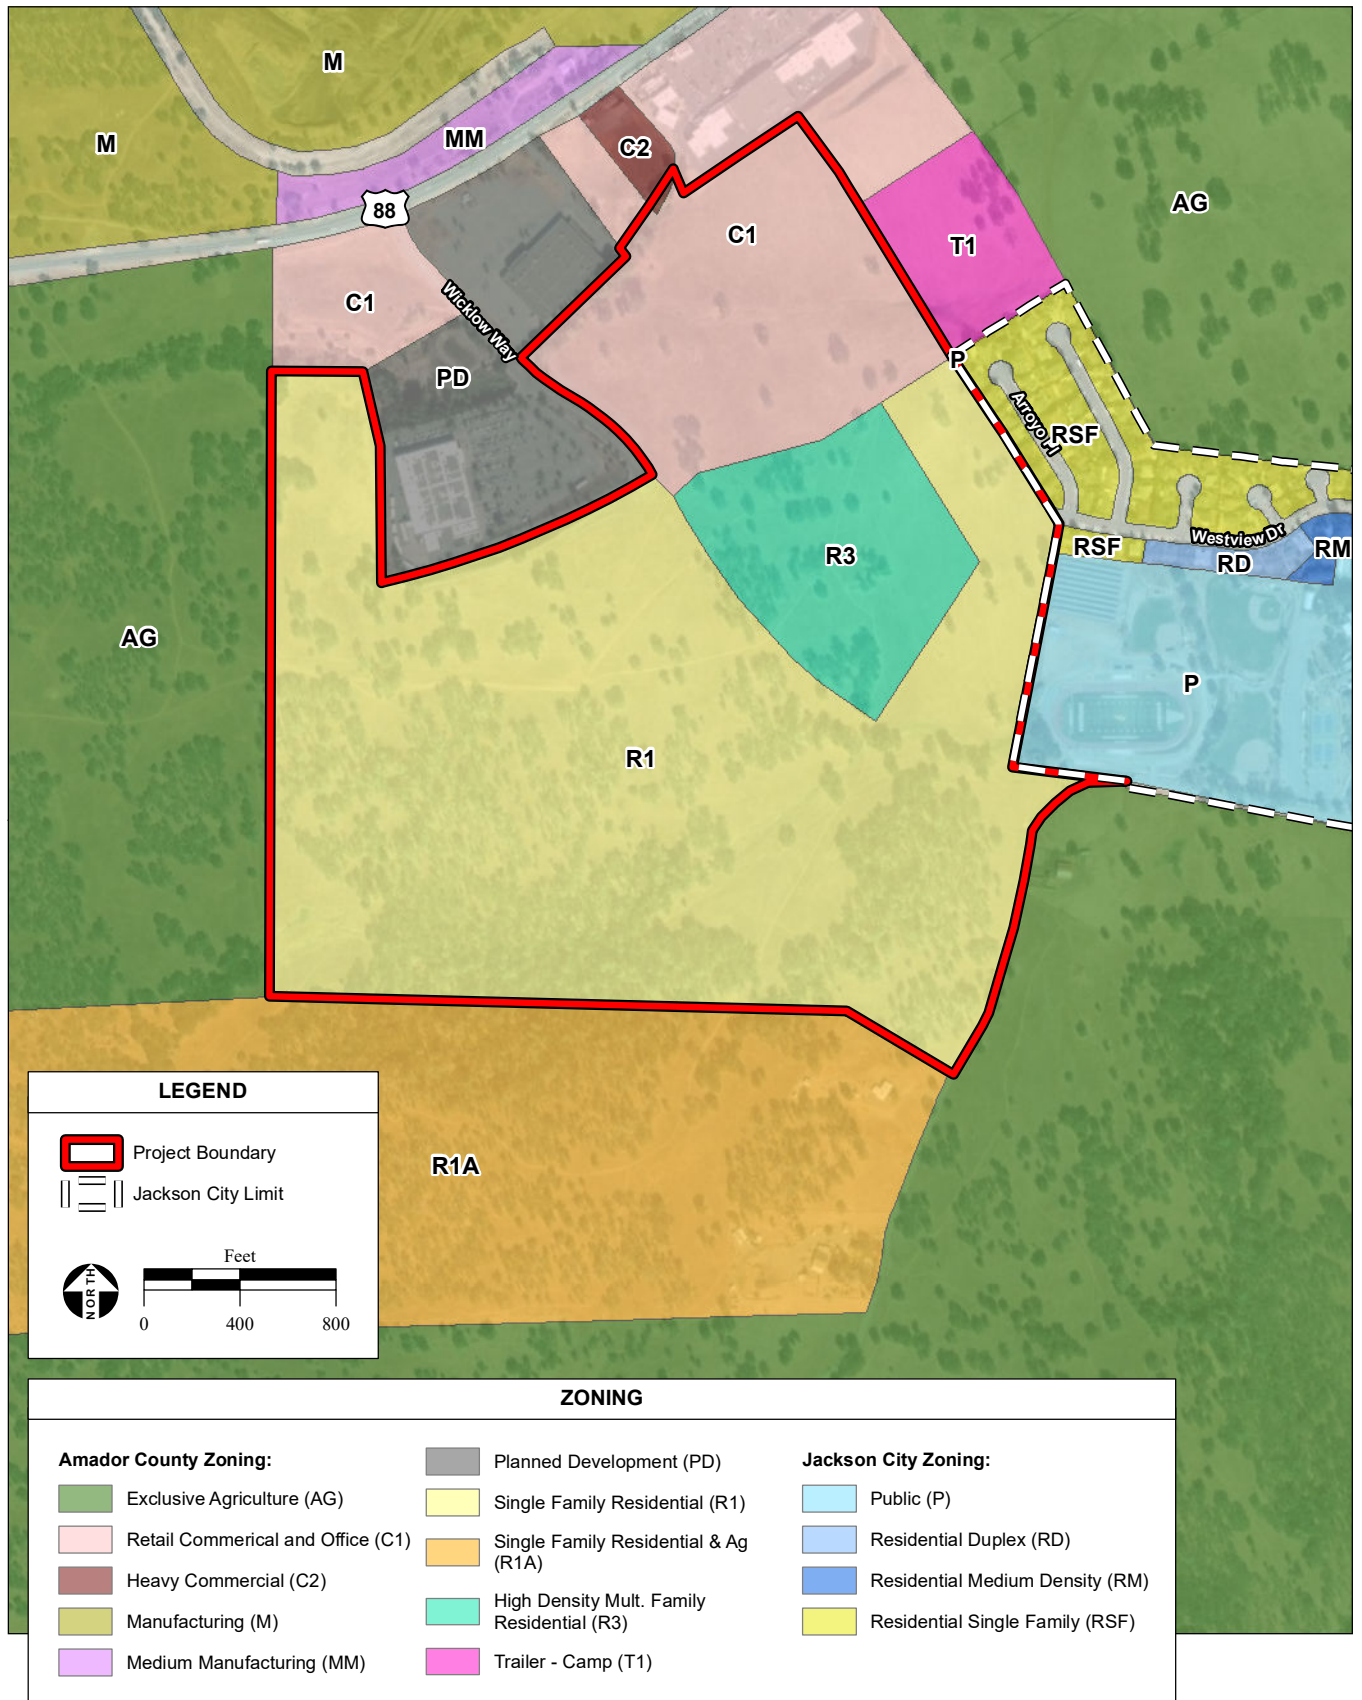 M
M
MM
C2
88
AG
C1
T1
C1
Wicklow Way
PD
P
Arroyo Pl
RSF
Westview Dr
RSF
RD
RM
R3
AG
P
R1
R1A
LEGEND
Project Boundary
Jackson City Limit
NORTH
Feet
0 400 800
ZONING
Amador County Zoning:
Exclusive Agriculture (AG)
Retail Commerical and Office (C1)
Heavy Commercial (C2)
Manufacturing (M)
Medium Manufacturing (MM)
Planned Development (PD)
Single Family Residential (R1)
Single Family Residential & Ag
(R1A)
High Density Mult. Family
Residential (R3)
Trailer - Camp (T1)
Jackson City Zoning:
Public (P)
Residential Duplex (RD)
Residential Medium Density (RM)
Residential Single Family (RSF)